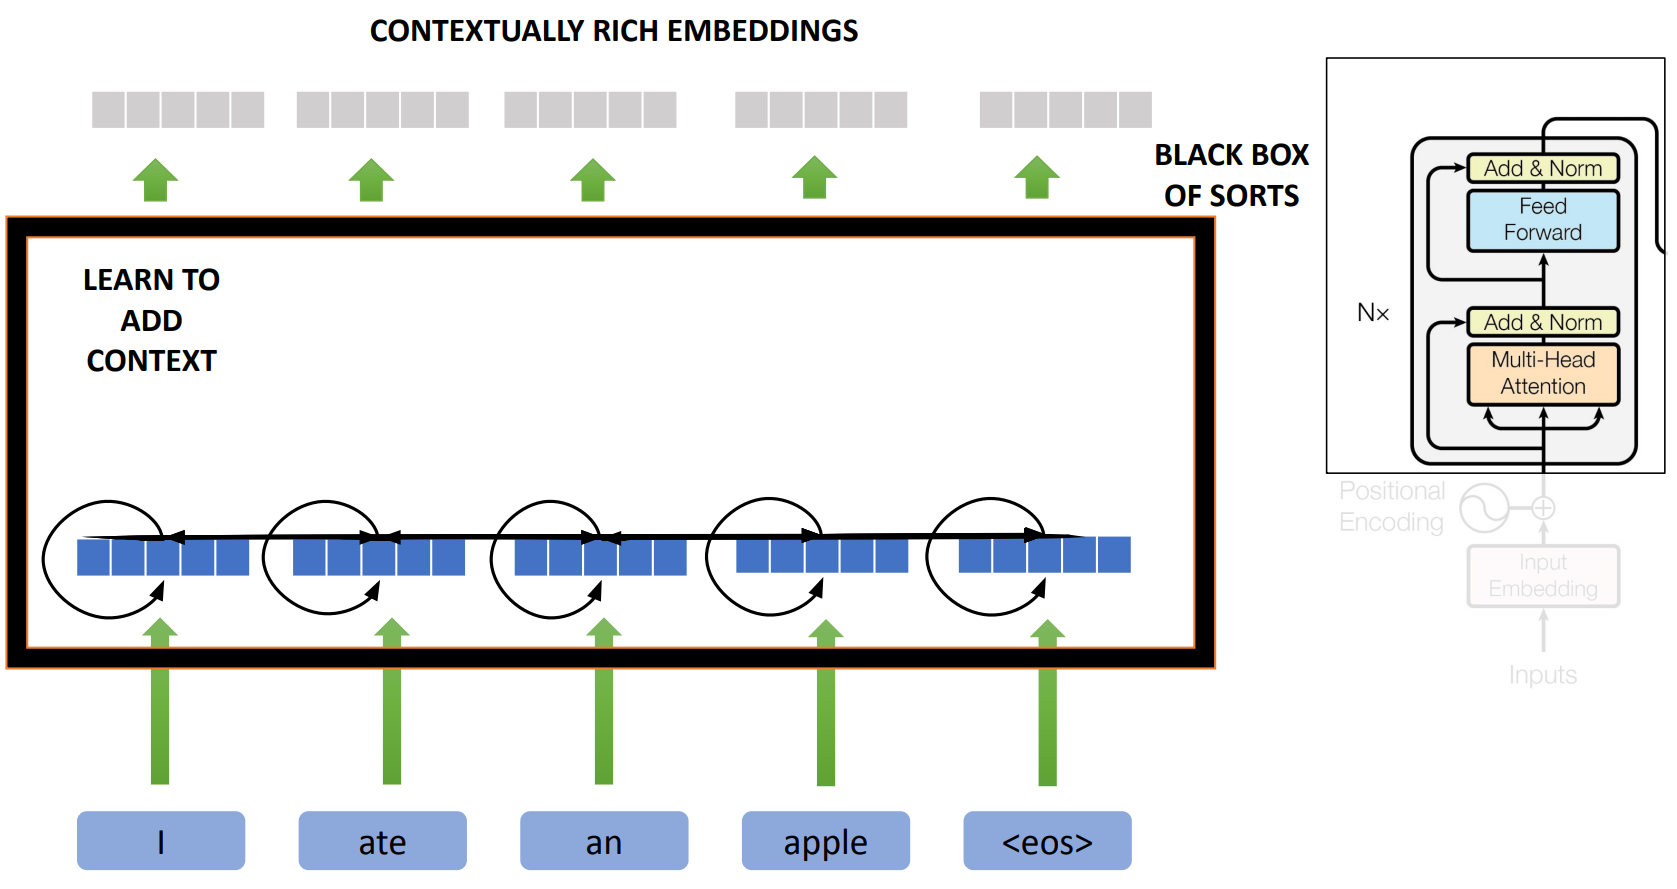 CONTEXTUALLY RICH EMBEDDINGS
BLACK BOX
OF SORTS
LEARN TO
ADD
CONTEXT
I
ate
an
apple
<eos>
Add & Norm
Feed
Forward
N×
Add & Norm
Multi-Head
Attention
Positional
Encoding
Input
Embedding
Inputs